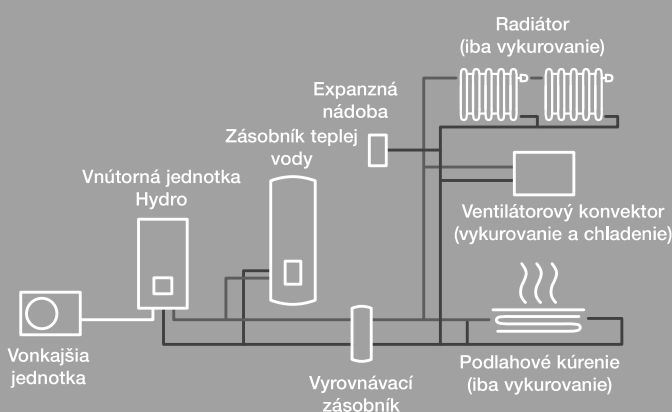 Radiátor
(iba vykurovanie)
Expanzná
nádoba
Zásobník teplej
vody
Vnútorná jednotka
Hydro
Ventilátorový konvektor
(vykurovanie a chladenie)
Vonkajšia
jednotka
Vyrovnávací
zásobník
Podlahové kúrenie
(iba vykurovanie)